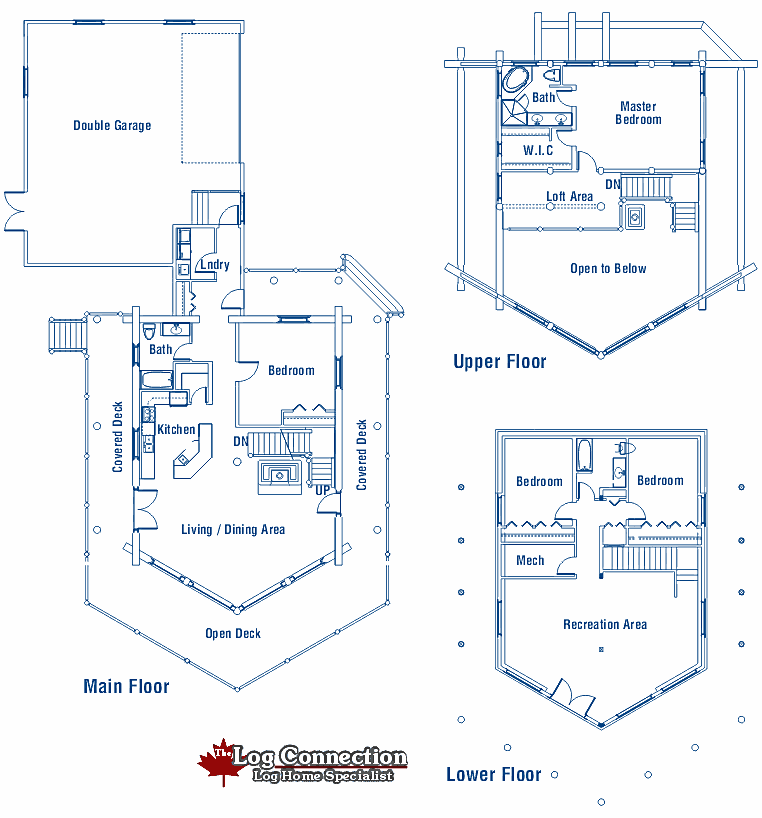 Double Garage
Lndry
Bath
Bedroom
Covered Deck
Kitchen
DN
Covered Deck
UP
Living / Dining Area
Open Deck
Main Floor
Bath
Master
Bedroom
W.I.C
DN
Loft Area
Open to Below
Upper Floor
Bedroom
Bedroom
Mech
Recreation Area
Lower Floor
The Log Connection
Log Home Specialist